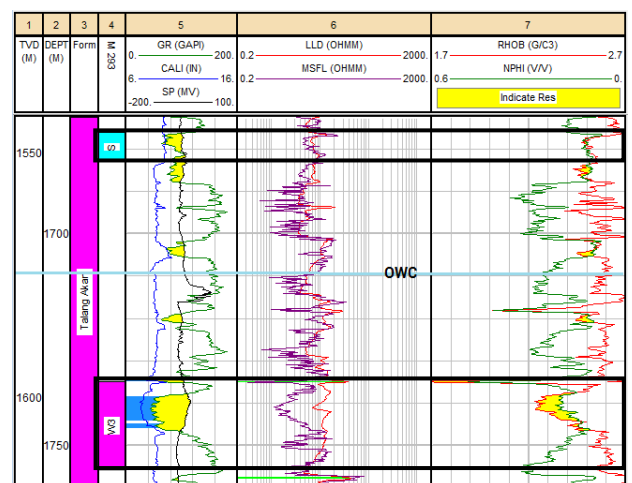 1 2 3 4 5 6 7
TVD (M)
DEPT (M)
Form
M 293
GR (GAPI)
0. 200.
CALI (IN)
6. 16.
SP (MV)
-200. 100.
LLD (OHMM)
0.2 2000.
MSFL (OHMM)
0.2 2000.
RHOB (G/C3)
1.7 2.7
NPHI (V/V)
0.6 0.
Indicate Res
S
1550
1700
OWC
Talang Akar
1600
W3
1750